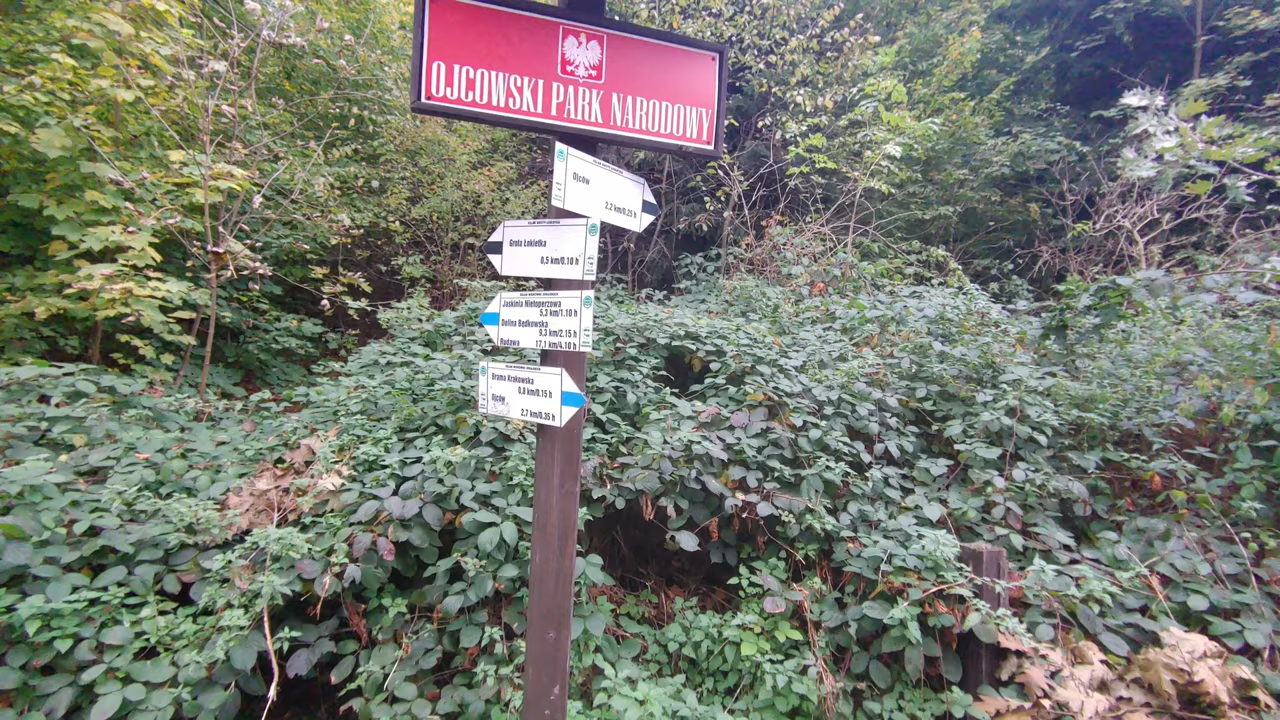 OJCOWSKI PARK NARODOWY
Ojców
2,2 km/0.25 h
Grota Łokietka
0,5 km/0.10 h
Jaskinia Nietoperzowa
5,3 km/1.10 h
Dolina Będkowska
9,3 km/2.15 h
Rudawa 17,1 km/4.10 h
Brama Krakowska
0,8 km/0.15 h
Ojców
2,7 km/0.35 h